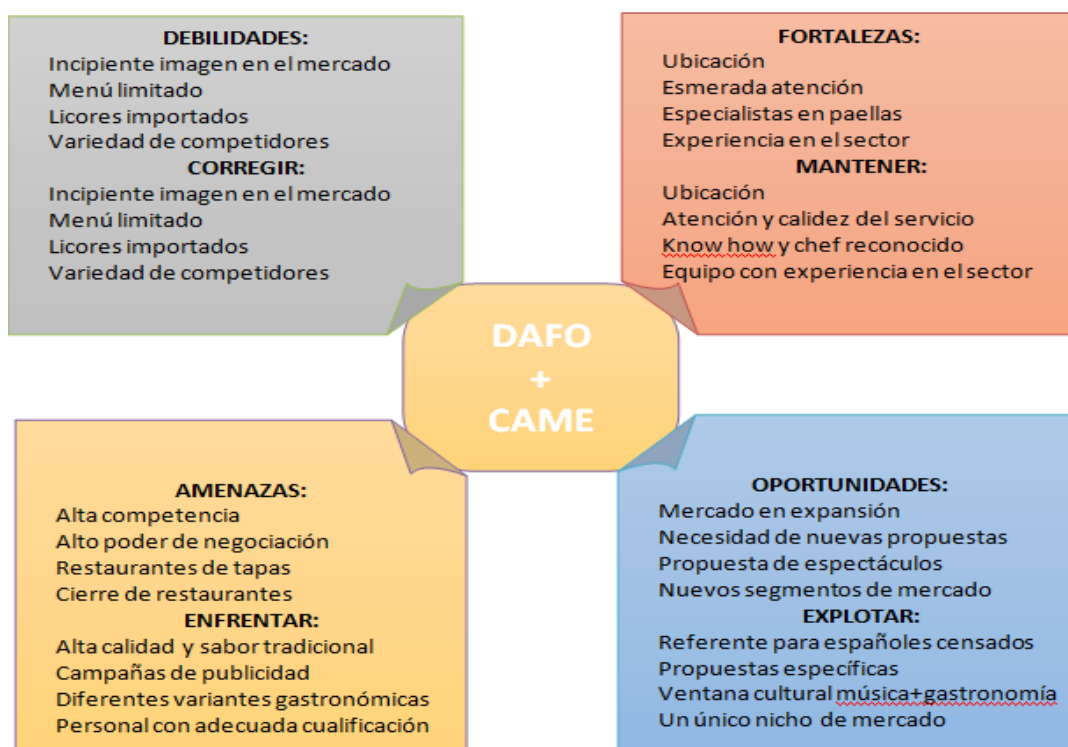 DEBILIDADES:
Incipiente imagen en el mercado
Menú limitado
Licores importados
Variedad de competidores
CORREGIR:
Incipiente imagen en el mercado
Menú limitado
Licores importados
Variedad de competidores
FORTALEZAS:
Ubicación
Esmerada atención
Especialistas en paellas
Experiencia en el sector
MANTENER:
Ubicación
Atención y calidez del servicio
Know how y chef reconocido
Equipo con experiencia en el sector
DAFO
+
CAME
AMENAZAS:
Alta competencia
Alto poder de negociación
Restaurantes de tapas
Cierre de restaurantes
ENFRENTAR:
Alta calidad y sabor tradicional
Campañas de publicidad
Diferentes variantes gastronómicas
Personal con adecuada cualificación
OPORTUNIDADES:
Mercado en expansión
Necesidad de nuevas propuestas
Propuesta de espectáculos
Nuevos segmentos de mercado
EXPLOTAR:
Referente para españoles censados
Propuestas específicas
Ventana cultural música+gastronomía
Un único nicho de mercado